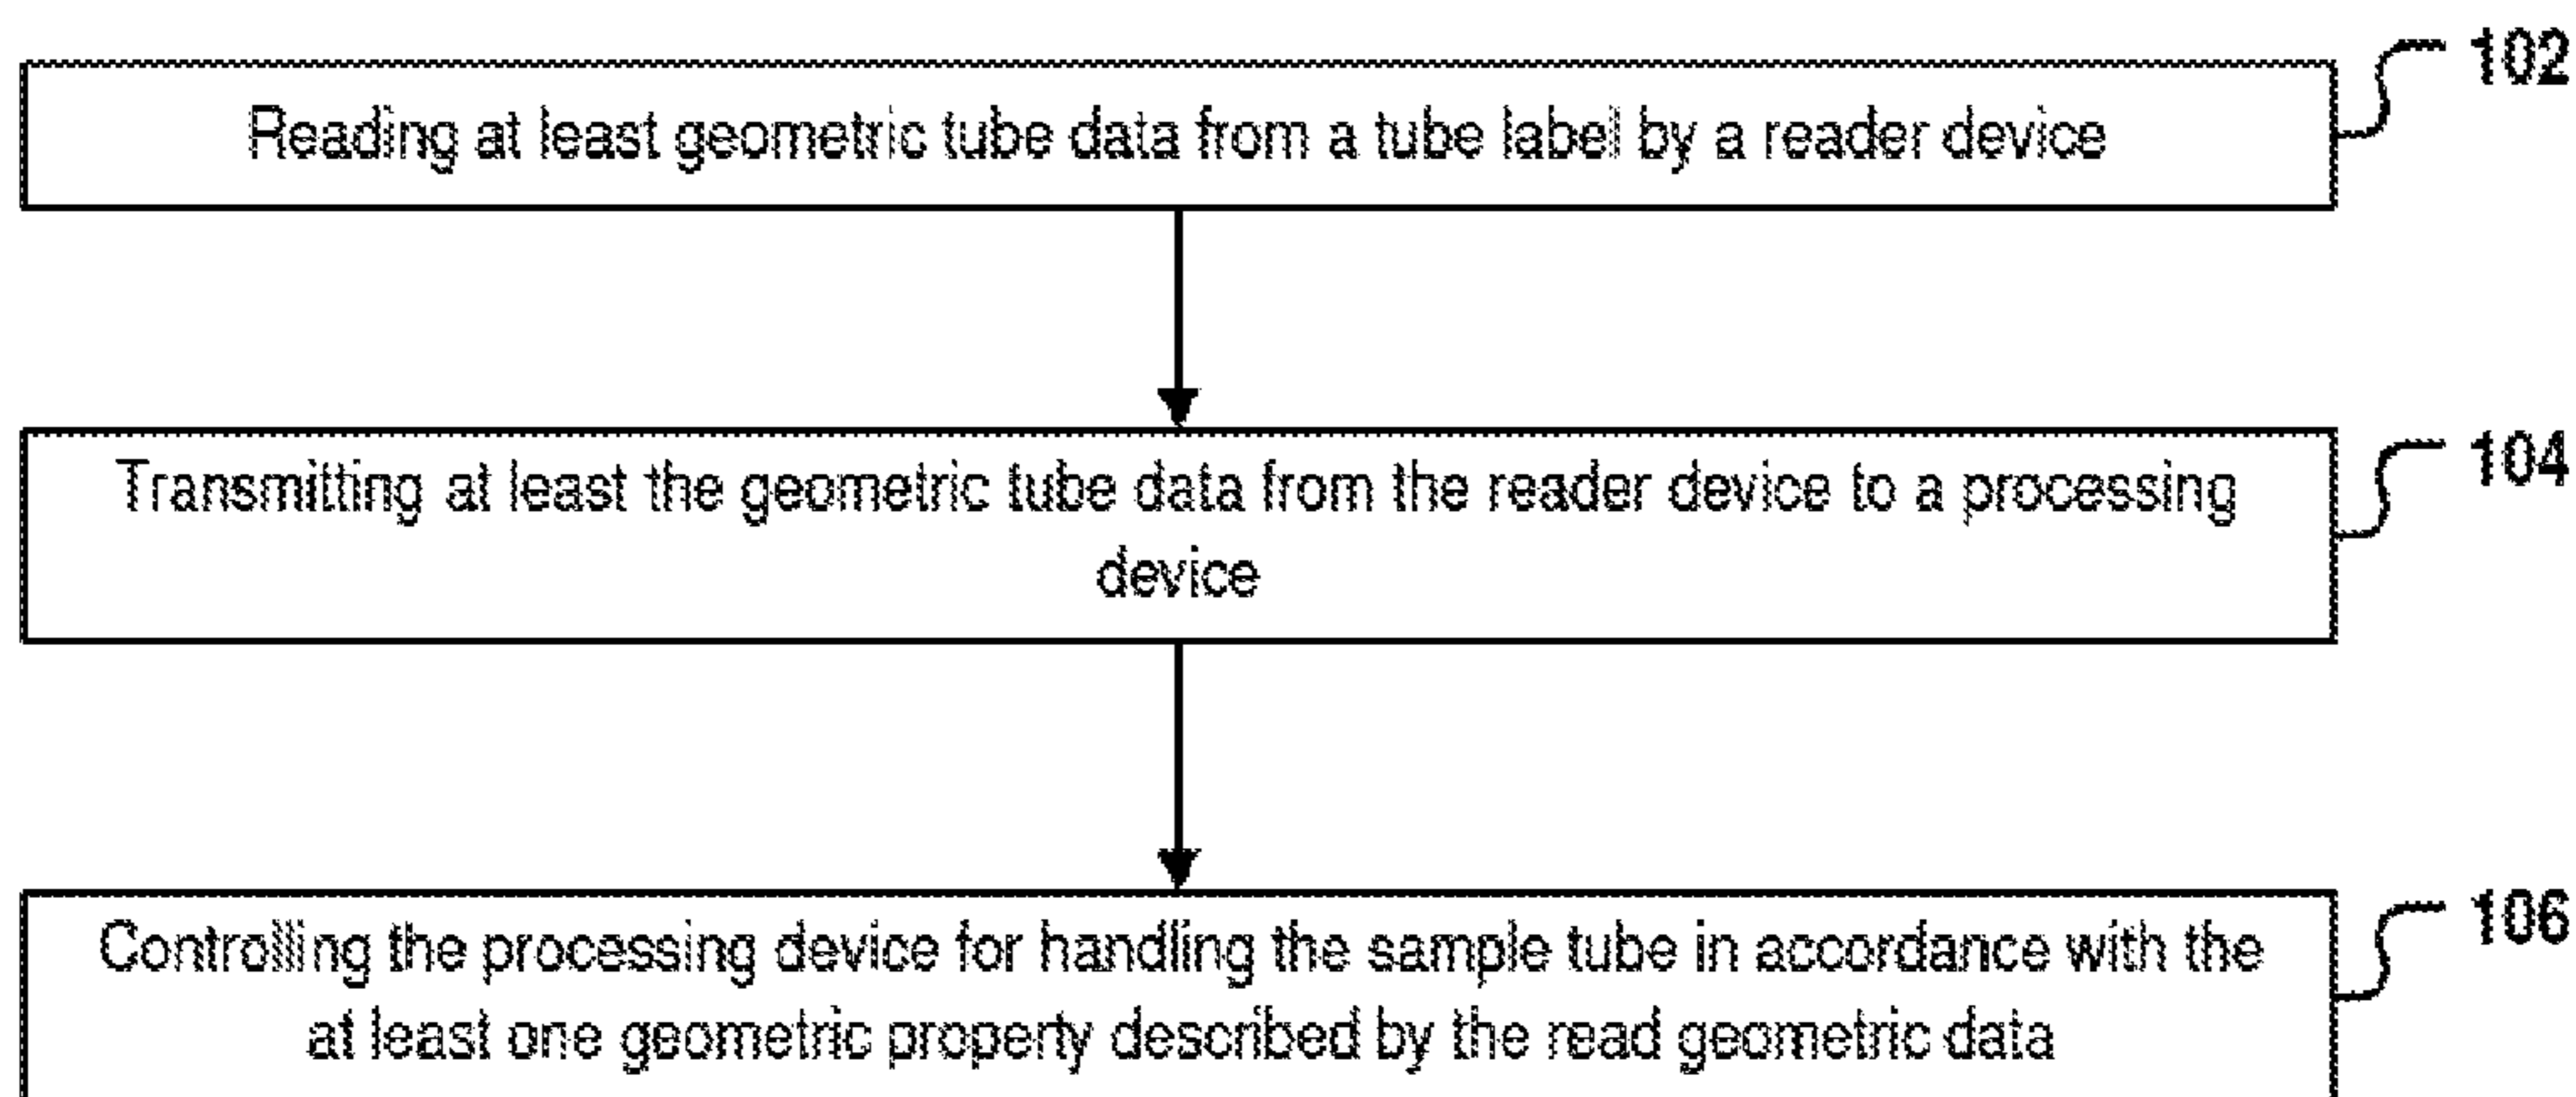 102
Reading at least geometric tube data from a tube label by a reader device
104
Transmitting at least the geometric tube data from the reader device to a processing
device
106
Controlling the processing device for handling the sample tube in accordance with the
at least one geometric property described by the read geometric data